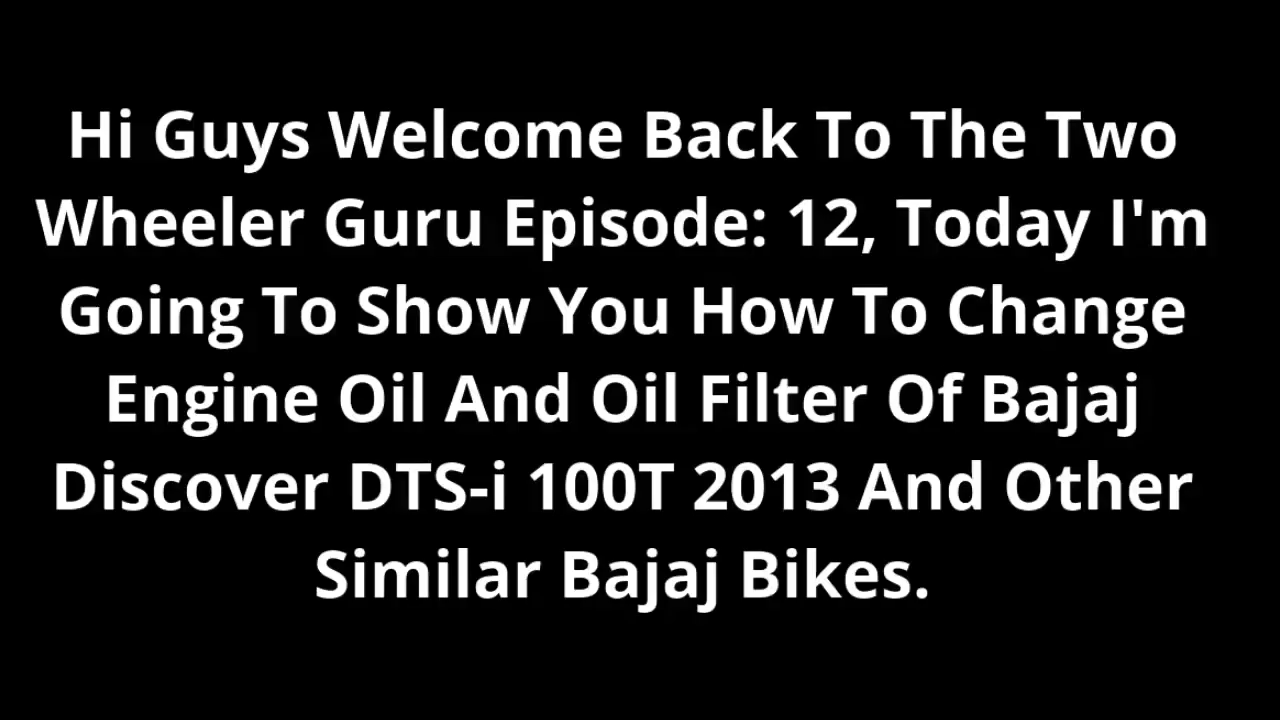 Hi Guys Welcome Back To The Two
Wheeler Guru Episode: 12, Today I'm
Going To Show You How To Change
Engine Oil And Oil Filter Of Bajaj
Discover DTS-i 100T 2013 And Other
Similar Bajaj Bikes.